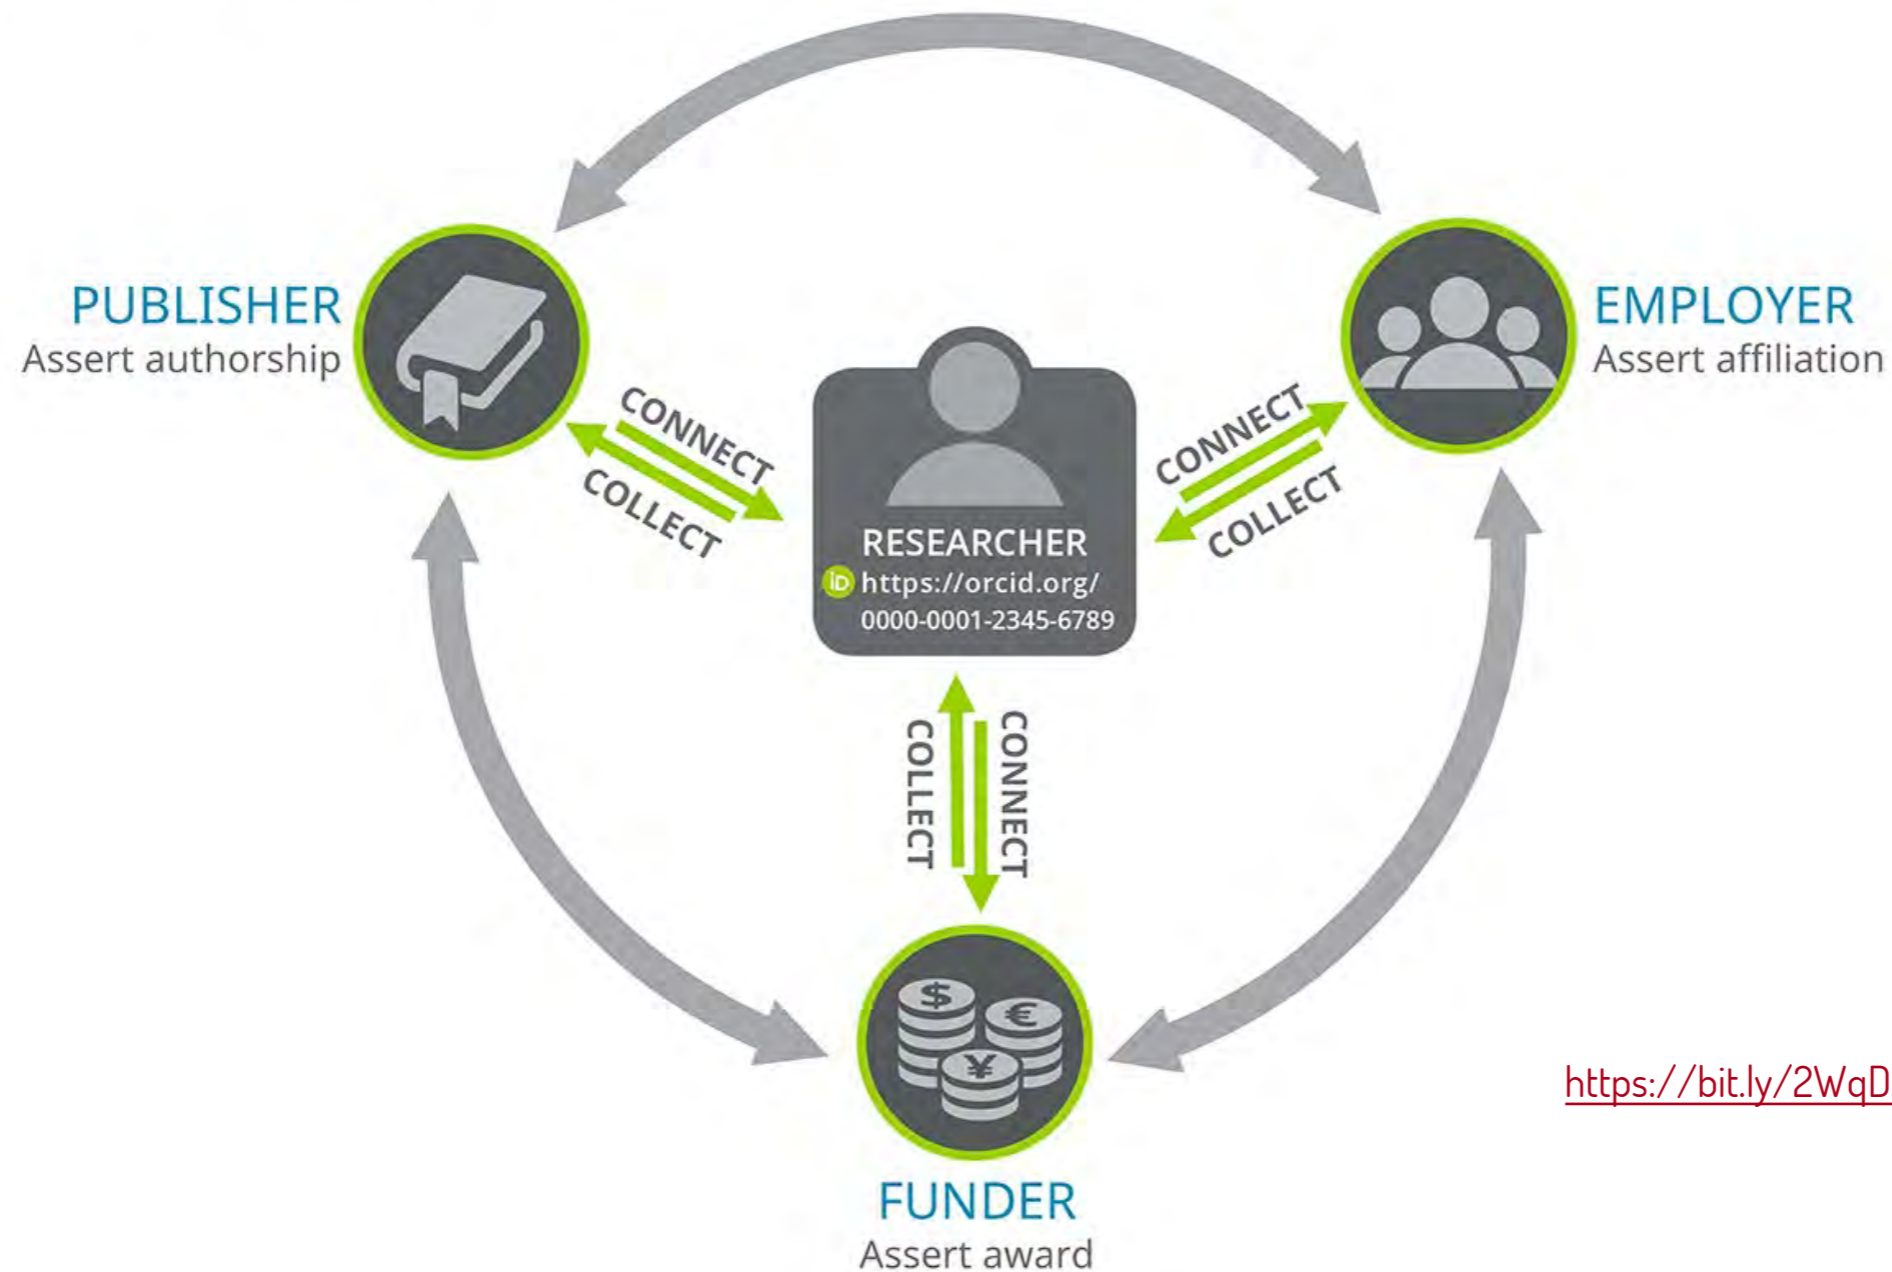 PUBLISHER
Assert authorship
EMPLOYER
Assert affiliation
CONNECT
COLLECT
CONNECT
COLLECT
RESEARCHER
iD https://orcid.org/
0000-0001-2345-6789
COLLECT
CONNECT
$
€
¥
FUNDER
Assert award
https://bit.ly/2WqD